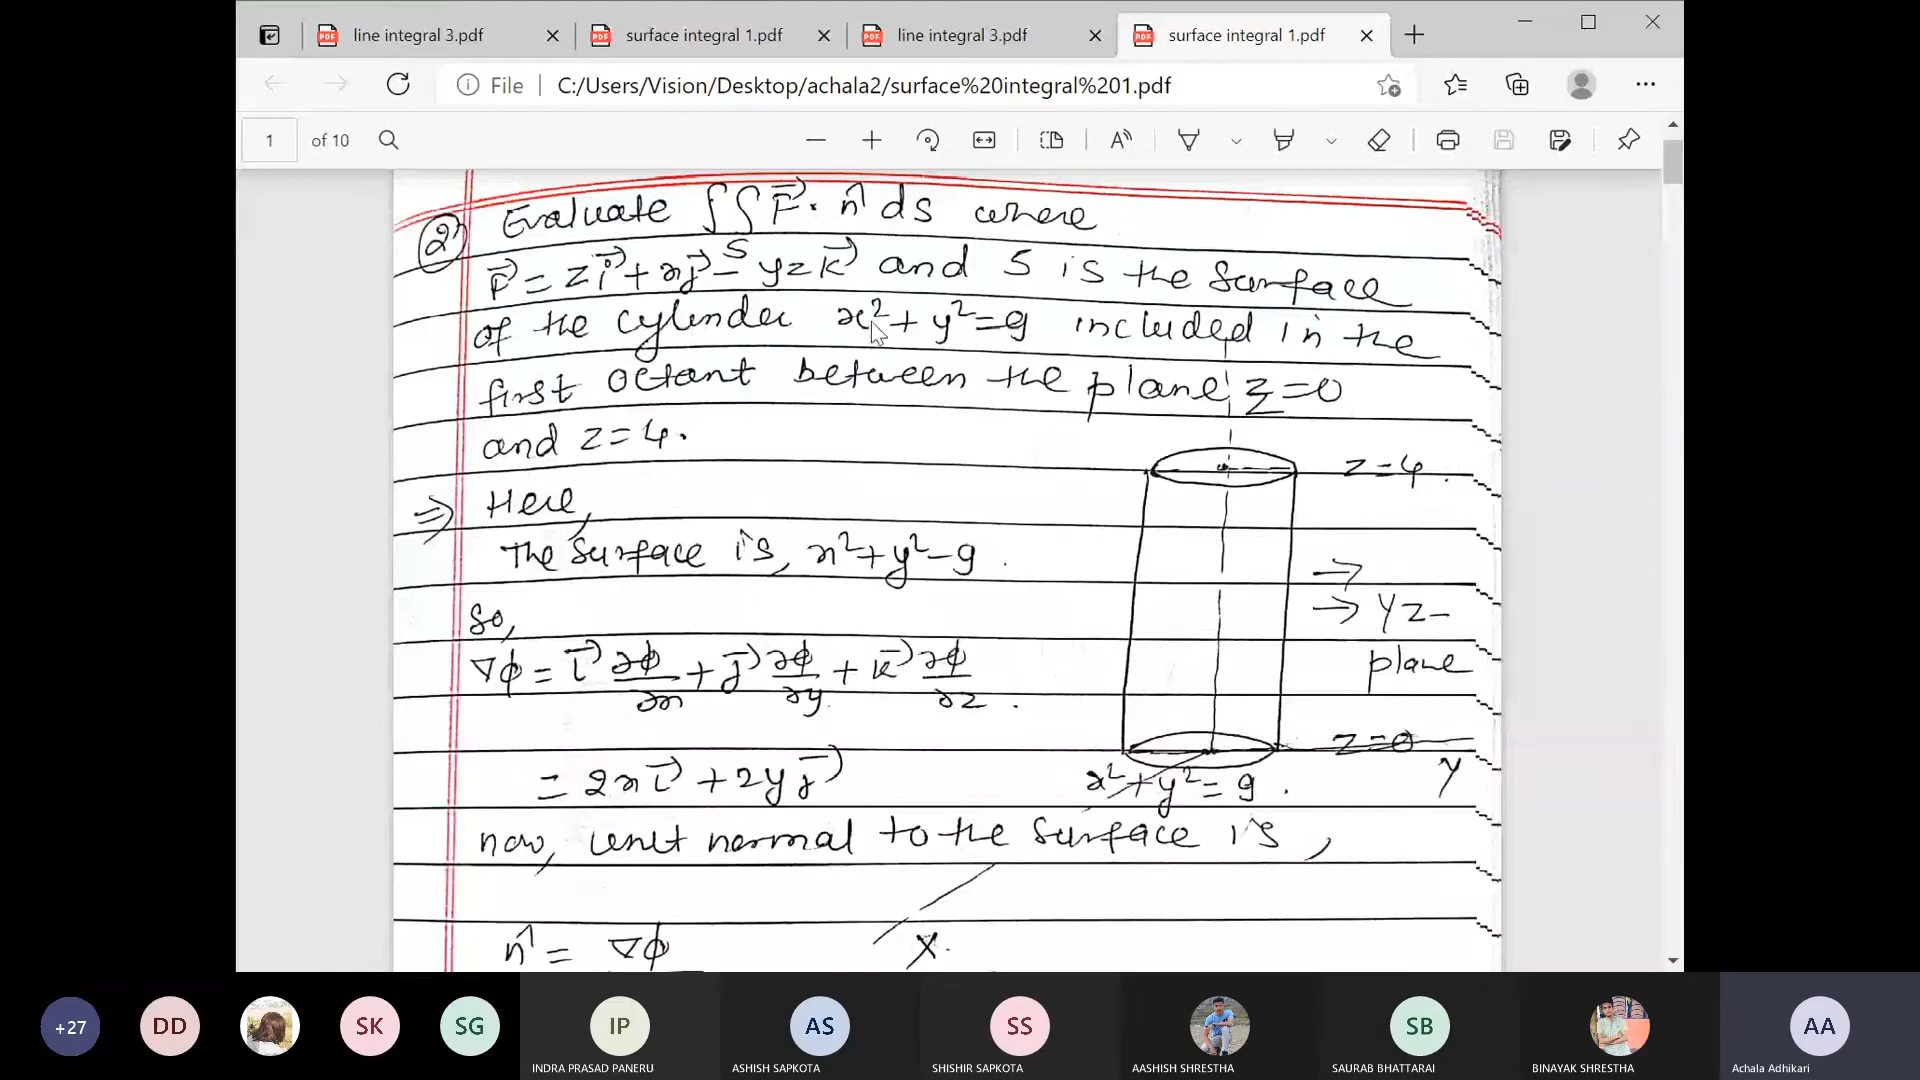 line integral 3.pdf
surface integral 1.pdf
line integral 3.pdf
surface integral 1.pdf
File
C:/Users/Vision/Desktop/achala2/surface%20integral%201.pdf
1 of 10
② Evaluate ∫∫ F⃗ · n̂ ds where
S
F⃗ = z i⃗ + x j⃗ - yz k⃗ and S is the Surface
of the cylinder x² + y² = 9 included in the
first octant between the plane z=0
and z=4.
z=4
⇒ Here,
The Surface is, x²+y²-9.
→ YZ-
plane
So,
∇ϕ = i⃗ ∂ϕ/∂x + j⃗ ∂ϕ/∂y + k⃗ ∂ϕ/∂z.
z=0
Y
= 2x i⃗ + 2y j⃗
x²+y²=9.
now, unit normal to the surface is,
n̂ = ∇ϕ
X.
+27
DD
SK
SG
IP
AS
SS
SB
AA
INDRA PRASAD PANERU
ASHISH SAPKOTA
SHISHIR SAPKOTA
AASHISH SHRESTHA
SAURAB BHATTARAI
BINAYAK SHRESTHA
Achala Adhikari